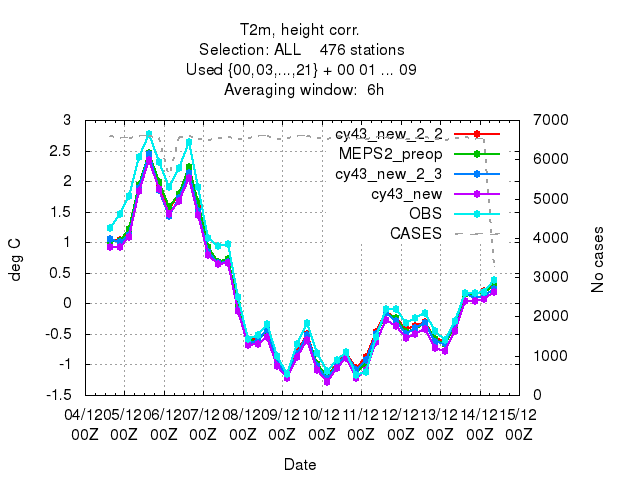 T2m, height corr.
Selection: ALL    476 stations
Used {00,03,...,21} + 00 01 ... 09
Averaging window:  6h
3
2.5
2
1.5
1
0.5
0
-0.5
-1
-1.5
deg C
7000
6000
5000
4000
3000
2000
1000
0
No cases
cy43_new_2_2
MEPS2_preop
cy43_new_2_3
cy43_new
OBS
CASES
04/12 05/12 06/12 07/12 08/12 09/12 10/12 11/12 12/12 13/12 14/12 15/12
00Z 00Z 00Z 00Z 00Z 00Z 00Z 00Z 00Z 00Z 00Z 00Z
Date